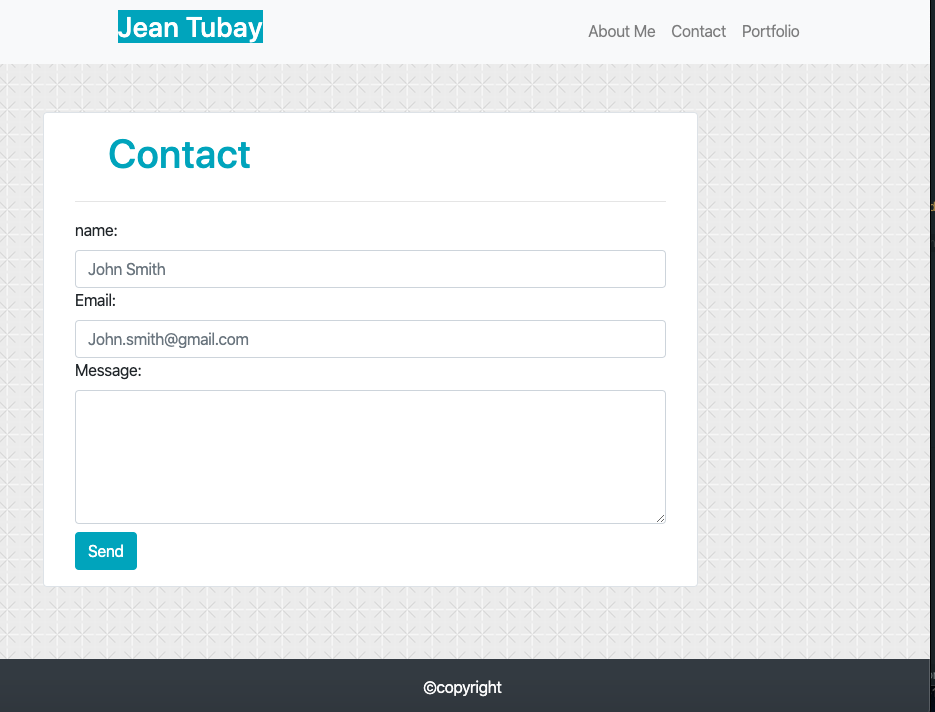 Jean Tubay
About Me Contact Portfolio
Contact
name:
John Smith
Email:
John.smith@gmail.com
Message:
Send
©copyright